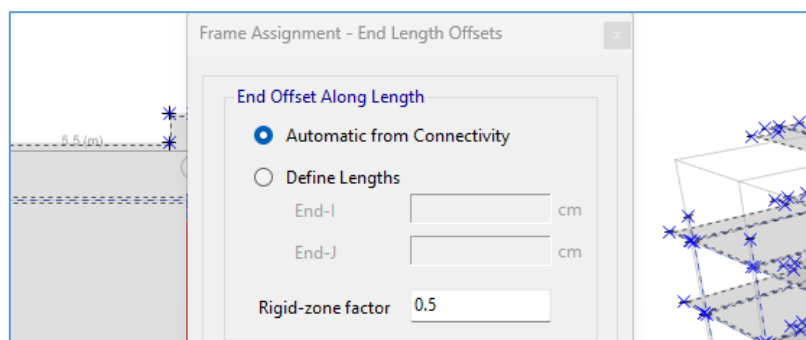 Frame Assignment - End Length Offsets
x
End Offset Along Length
5.5 (m)
Automatic from Connectivity
Define Lengths
End-I cm
End-J cm
Rigid-zone factor 0.5